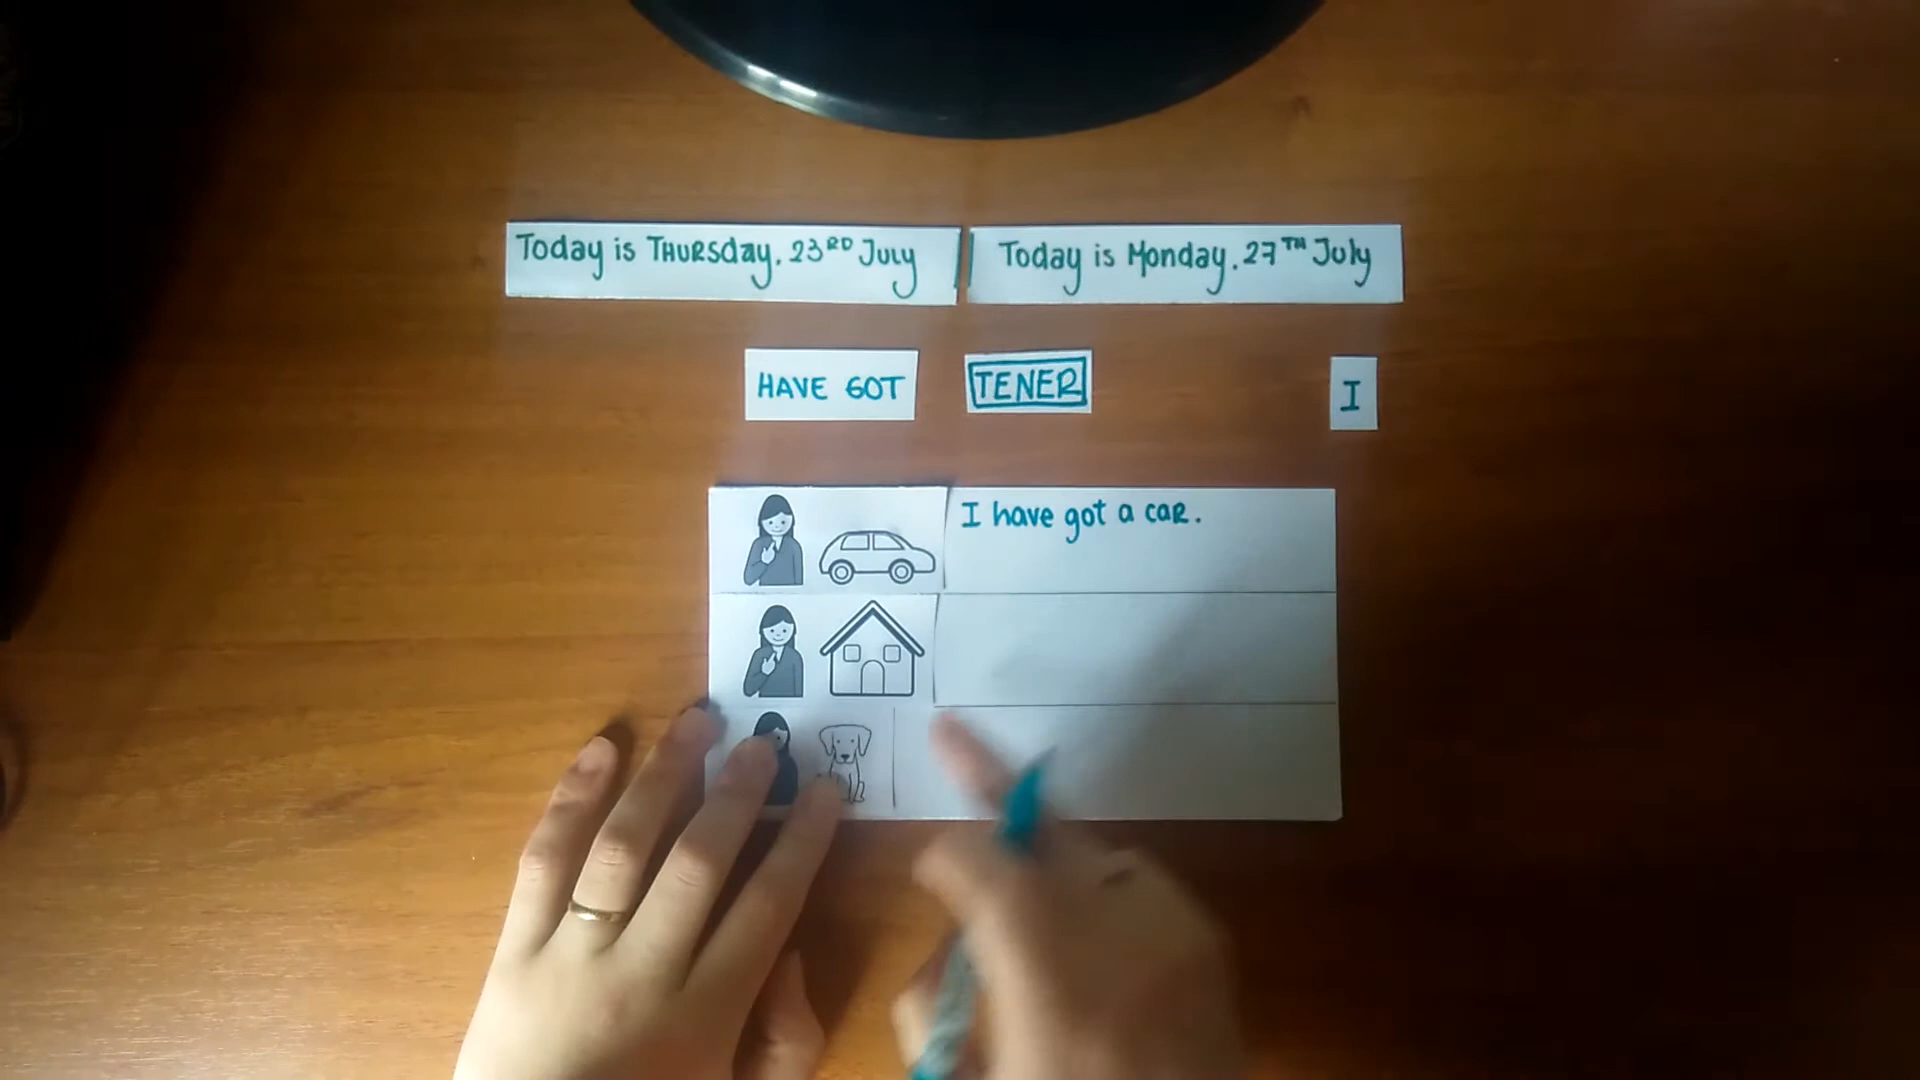 Today is THURSday. 23RD July
Today is Monday. 27TH July
HAVE GOT
TENER
I
I have got a caR.